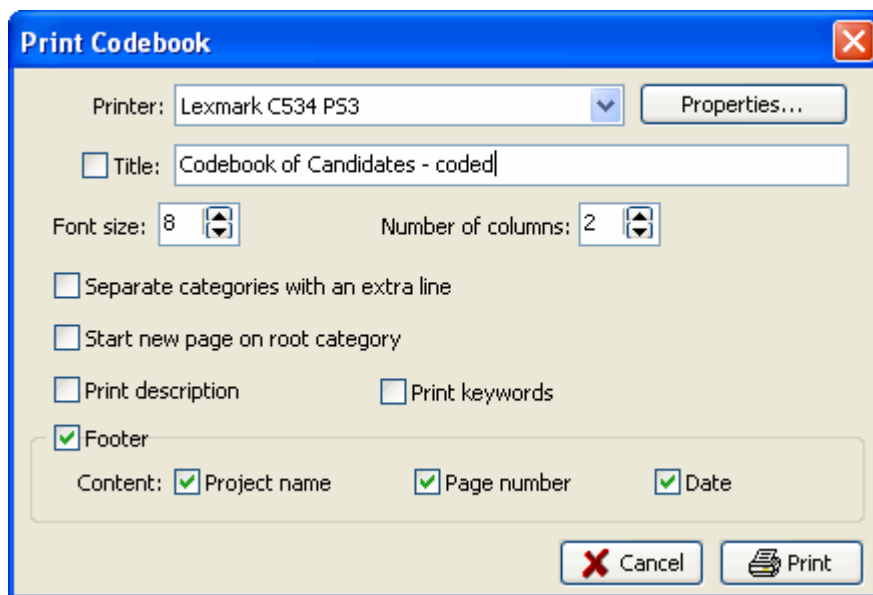 Print Codebook
Printer: Lexmark C534 PS3 Properties...
Title: Codebook of Candidates - coded
Font size: 8 Number of columns: 2
Separate categories with an extra line
Start new page on root category
Print description Print keywords
Footer
Content: Project name Page number Date
Cancel Print